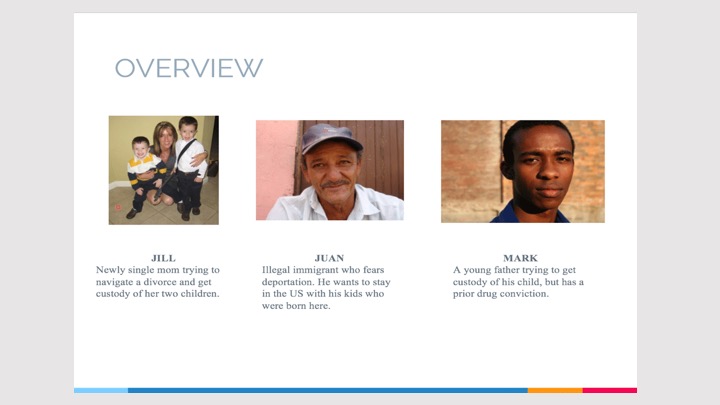 OVERVIEW
JILL
Newly single mom trying to
navigate a divorce and get
custody of her two children.
JUAN
Illegal immigrant who fears
deportation. He wants to stay
in the US with his kids who
were born here.
MARK
A young father trying to get
custody of his child, but has a
prior drug conviction.